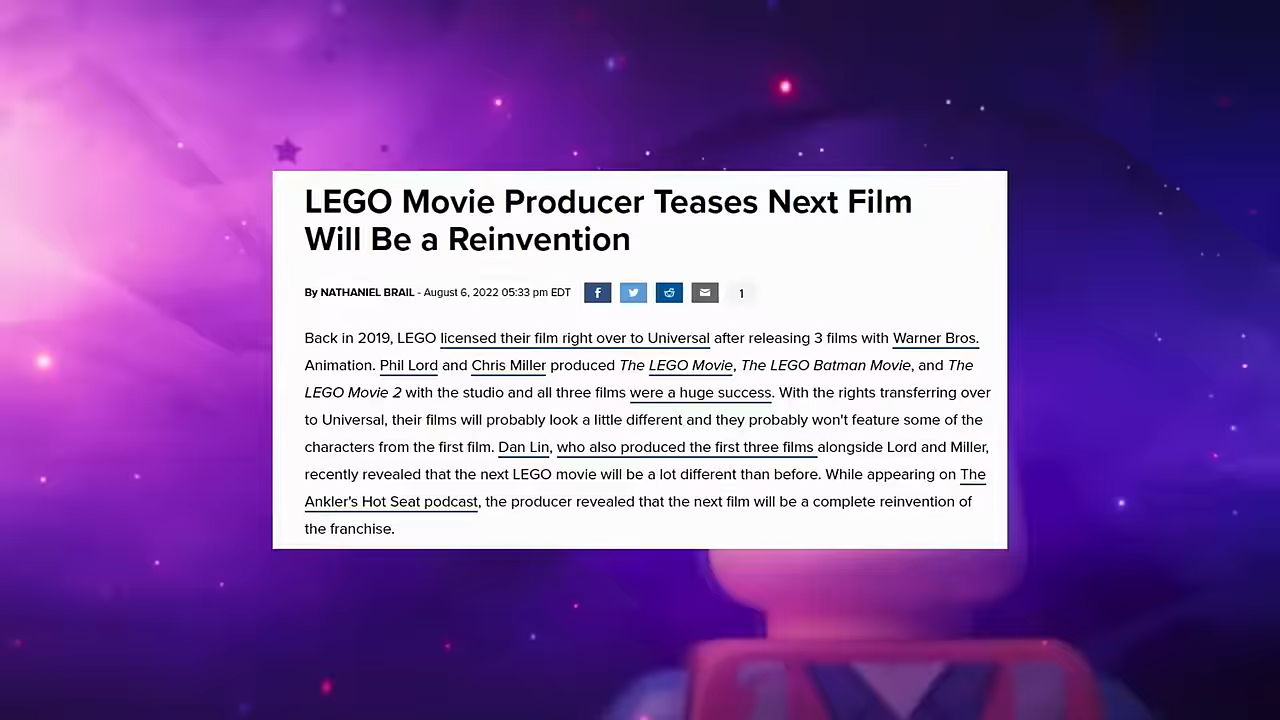 LEGO Movie Producer Teases Next Film
Will Be a Reinvention
By NATHANIEL BRAIL - August 6, 2022 05:33 pm EDT f 1
Back in 2019, LEGO licensed their film right over to Universal after releasing 3 films with Warner Bros.
Animation. Phil Lord and Chris Miller produced The LEGO Movie, The LEGO Batman Movie, and The
LEGO Movie 2 with the studio and all three films were a huge success. With the rights transferring over
to Universal, their films will probably look a little different and they probably won't feature some of the
characters from the first film. Dan Lin, who also produced the first three films alongside Lord and Miller,
recently revealed that the next LEGO movie will be a lot different than before. While appearing on The
Ankler's Hot Seat podcast, the producer revealed that the next film will be a complete reinvention of
the franchise.